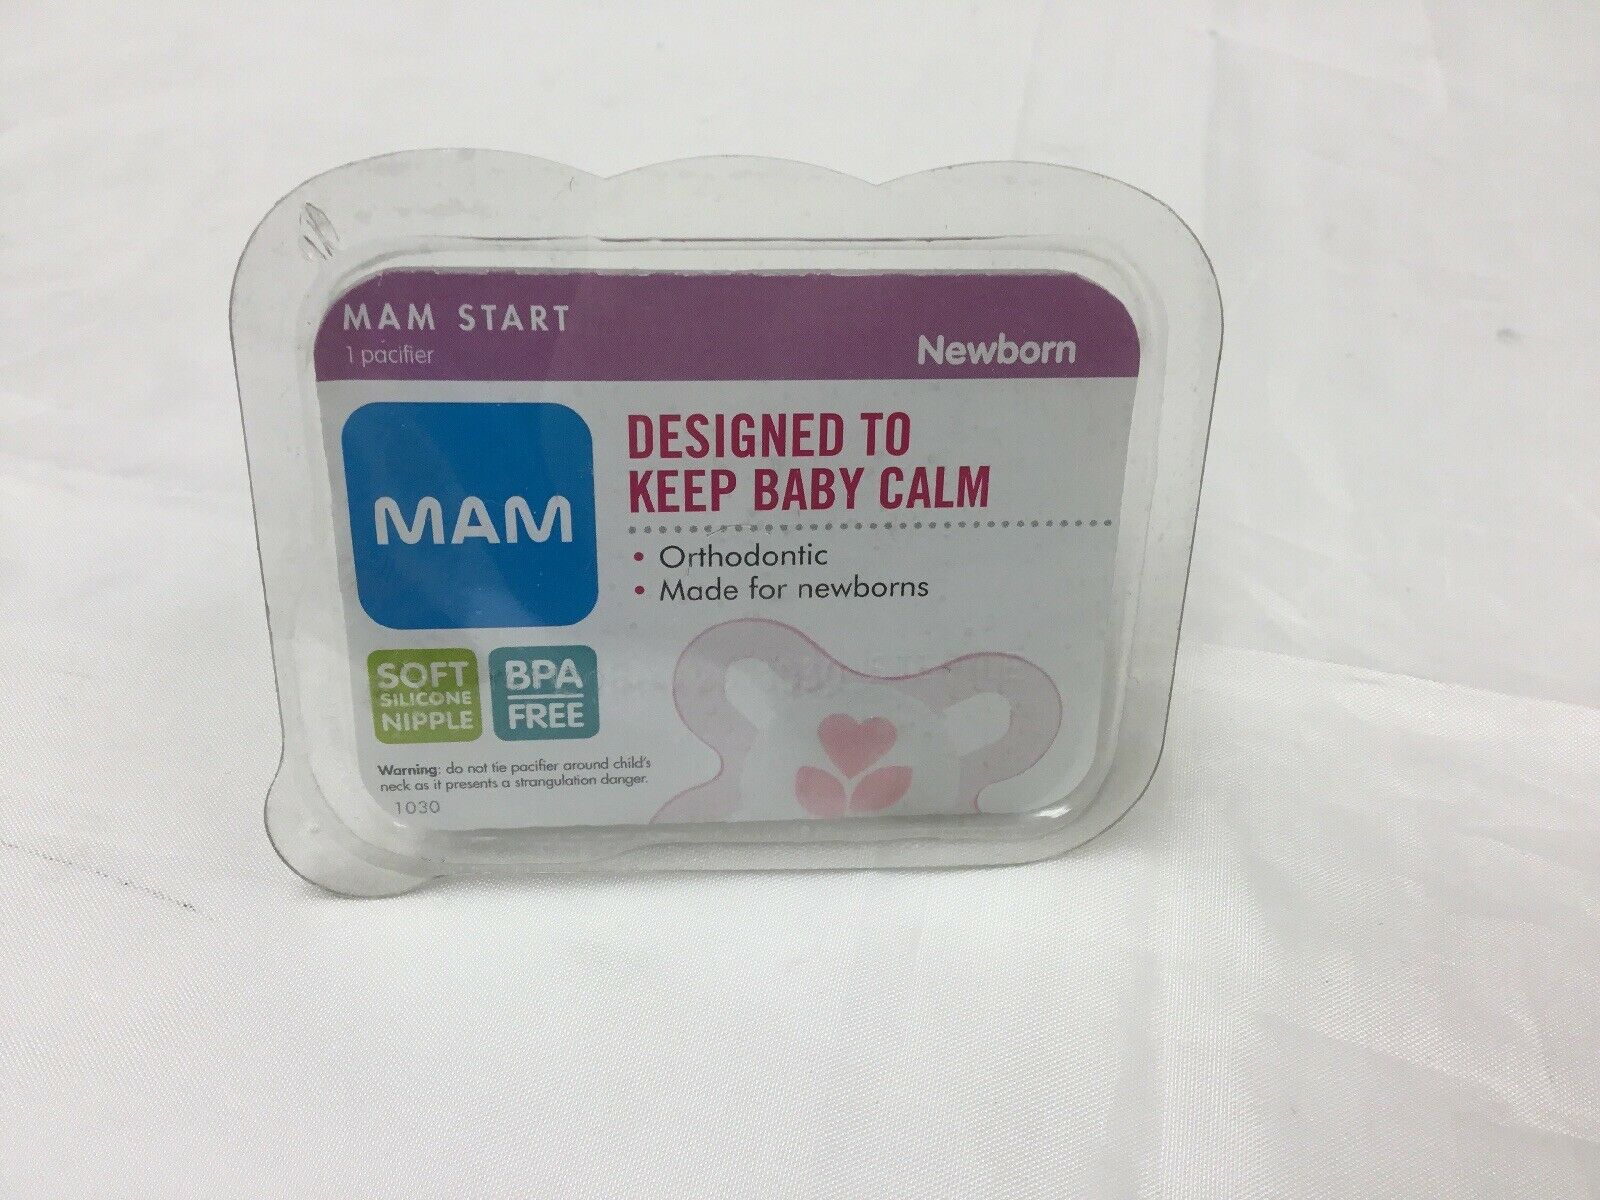 MAM START
1 pacifier
Newborn
MAM
DESIGNED TO
KEEP BABY CALM
• Orthodontic
• Made for newborns
SOFT
SILICONE
NIPPLE
BPA
FREE
Warning: do not tie pacifier around child's
neck as it presents a strangulation danger.
1030